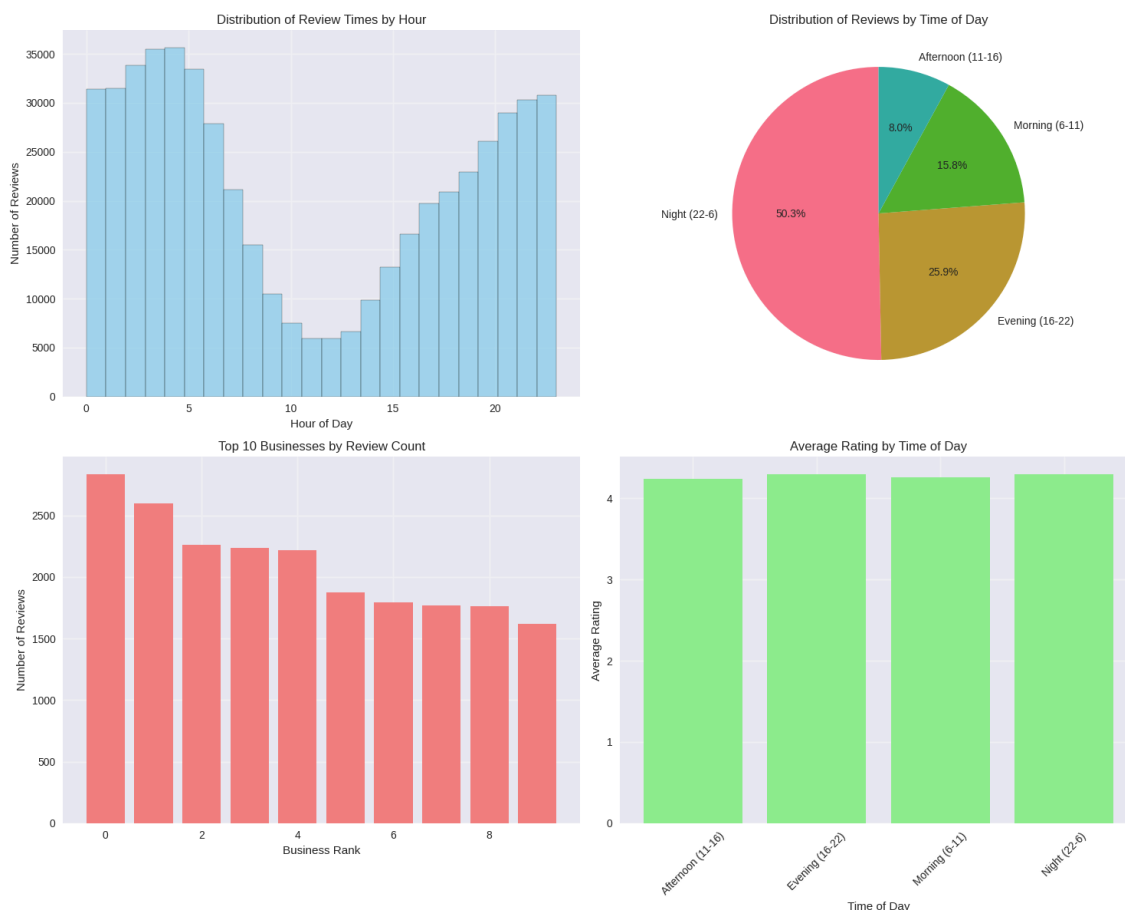 Distribution of Review Times by Hour
35000
30000
25000
20000
15000
10000
5000
0
Number of Reviews
0 5 10 15 20
Hour of Day
Distribution of Reviews by Time of Day
Afternoon (11-16)
8.0%
Morning (6-11)
15.8%
Night (22-6)
50.3%
25.9%
Evening (16-22)
Top 10 Businesses by Review Count
2500
2000
1500
1000
500
0
Number of Reviews
0 2 4 6 8
Business Rank
Average Rating by Time of Day
4
3
2
1
0
Average Rating
Afternoon (11-16)
Evening (16-22)
Morning (6-11)
Night (22-6)
Time of Day